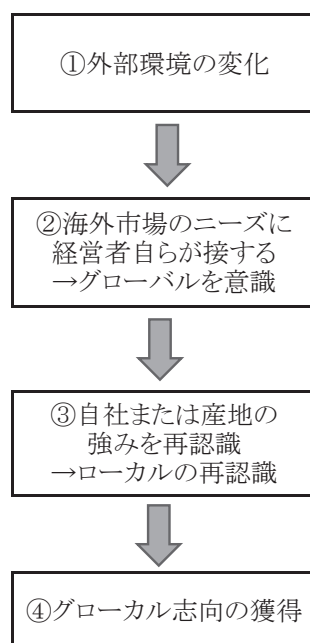 ①外部環境の変化
②海外市場のニーズに
経営者自らが接する
→グローバルを意識
③自社または産地の
強みを再認識
→ローカルの再認識
④グローカル志向の獲得